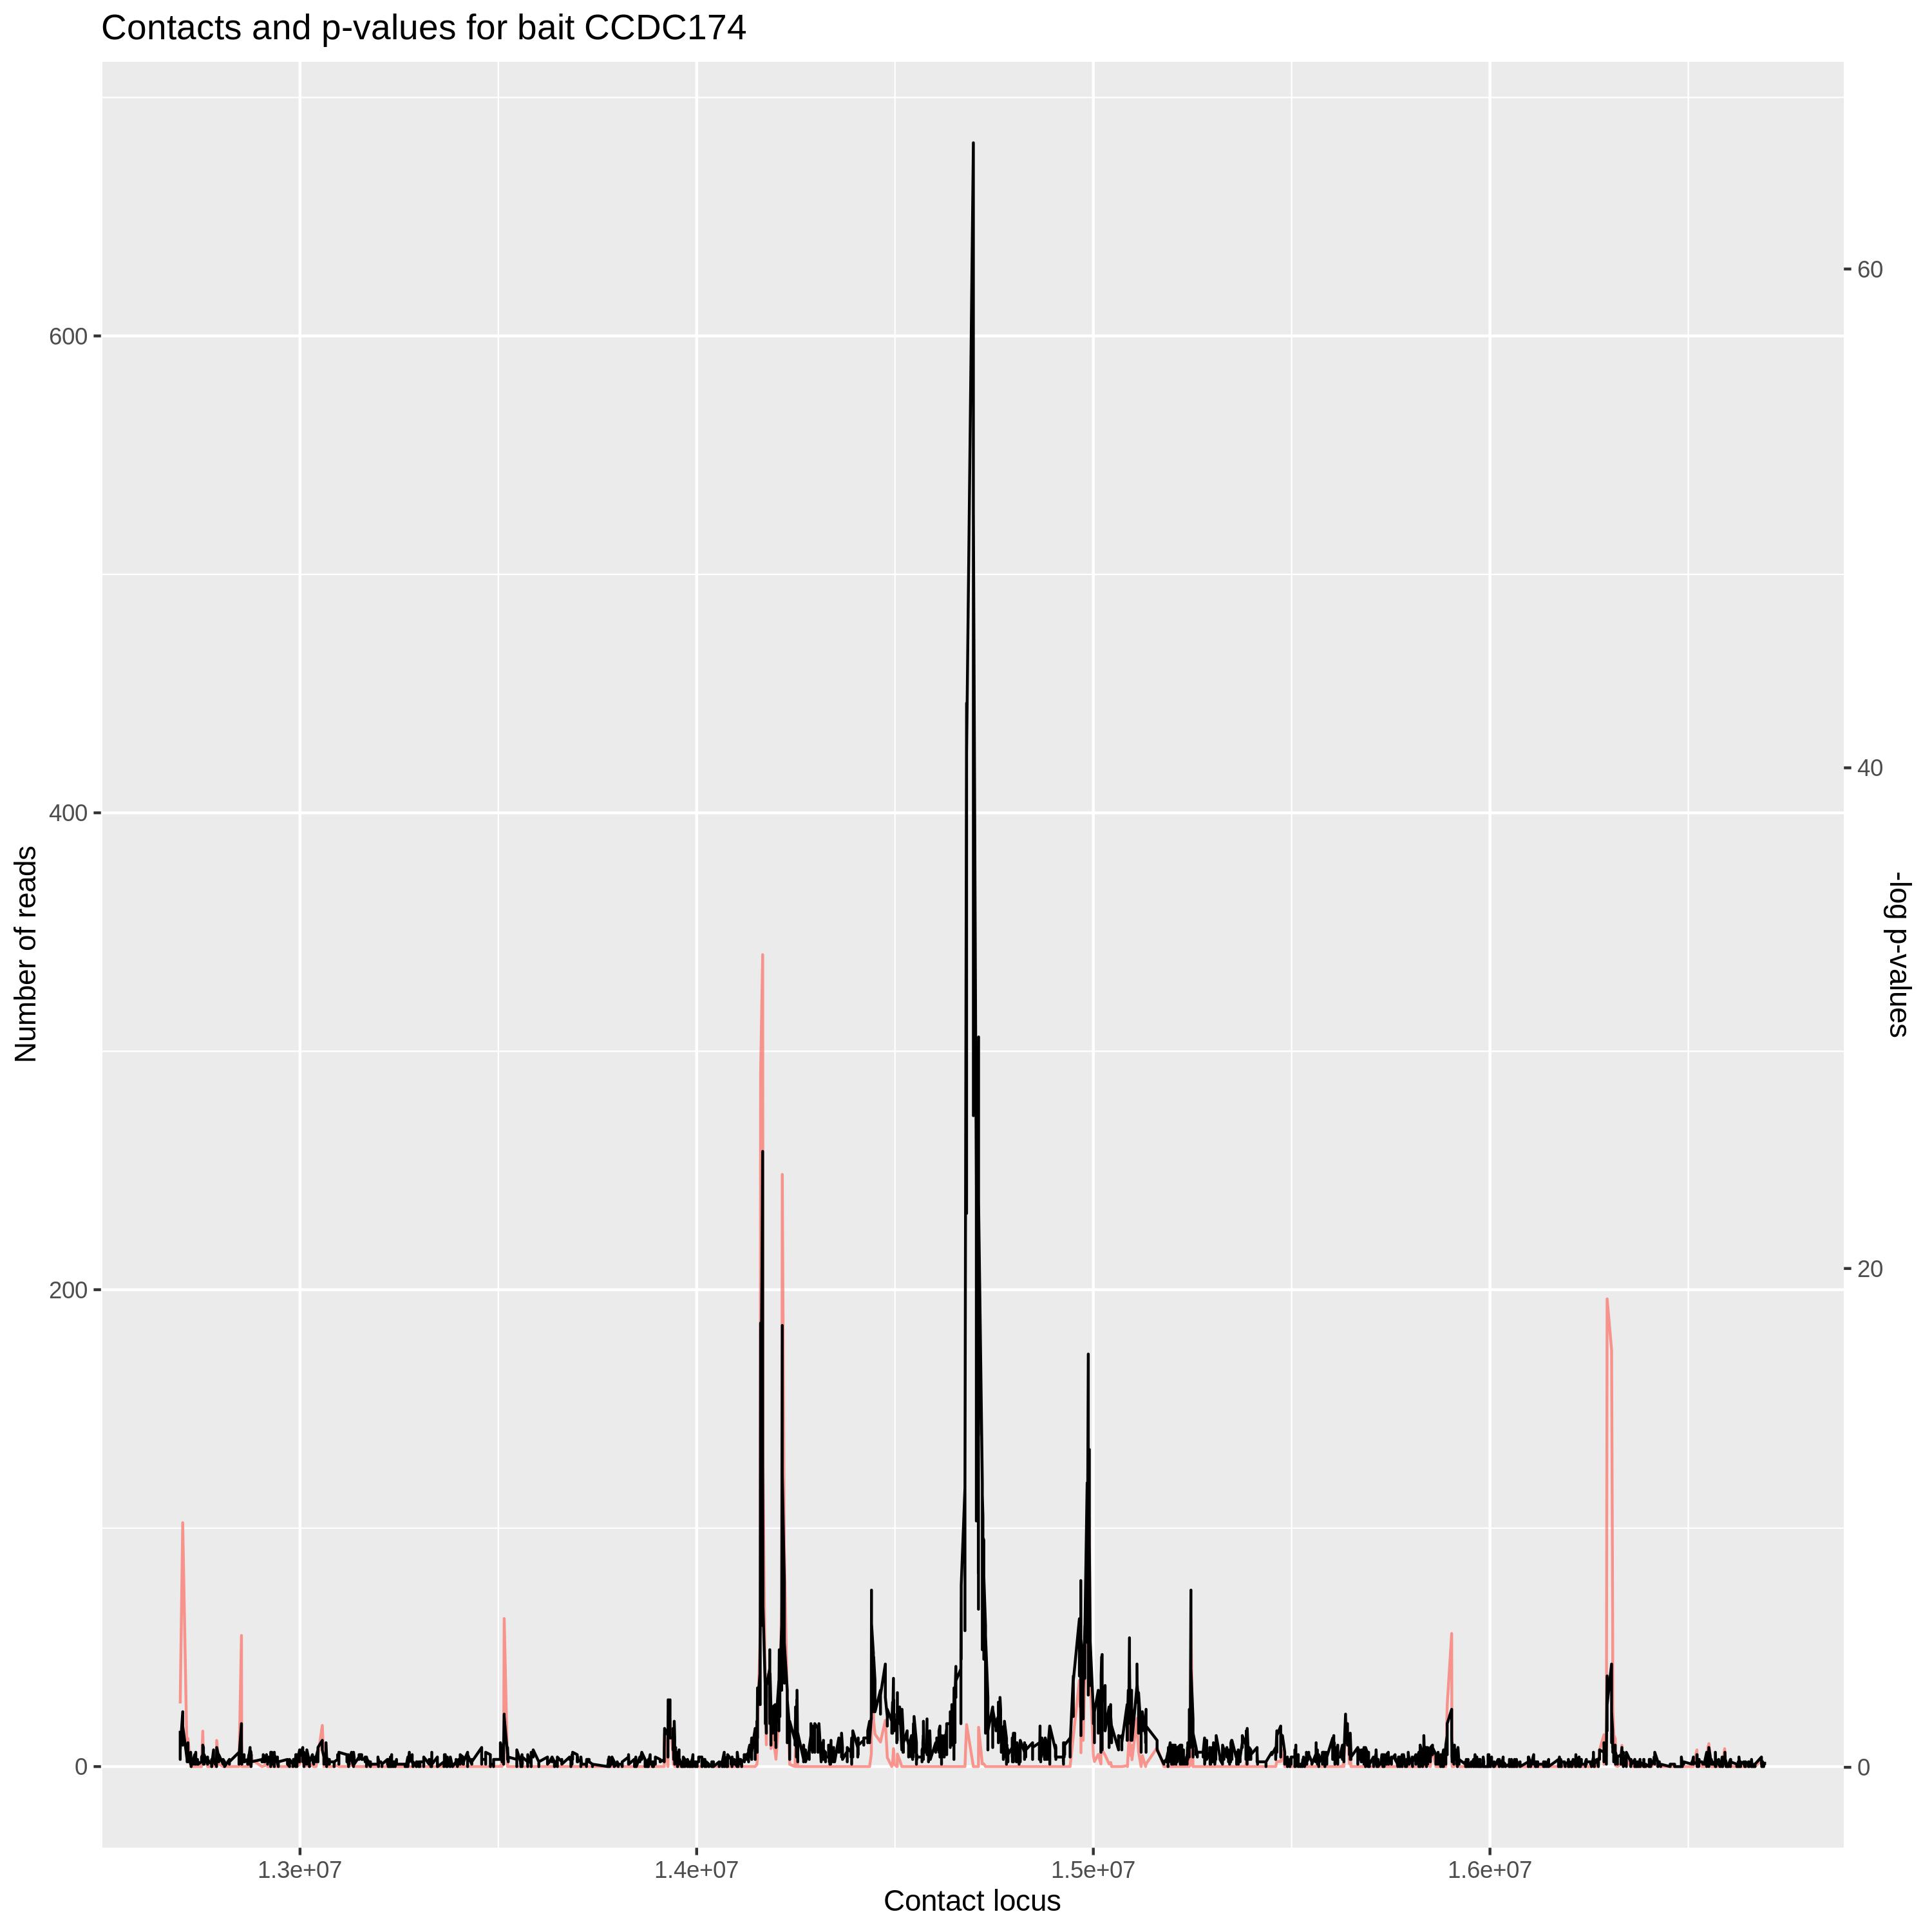 Contacts and p-values for bait CCDC174
Number of reads
600
400
200
0
60
40
20
0
-log p-values
1.3e+07
1.4e+07
1.5e+07
1.6e+07
Contact locus